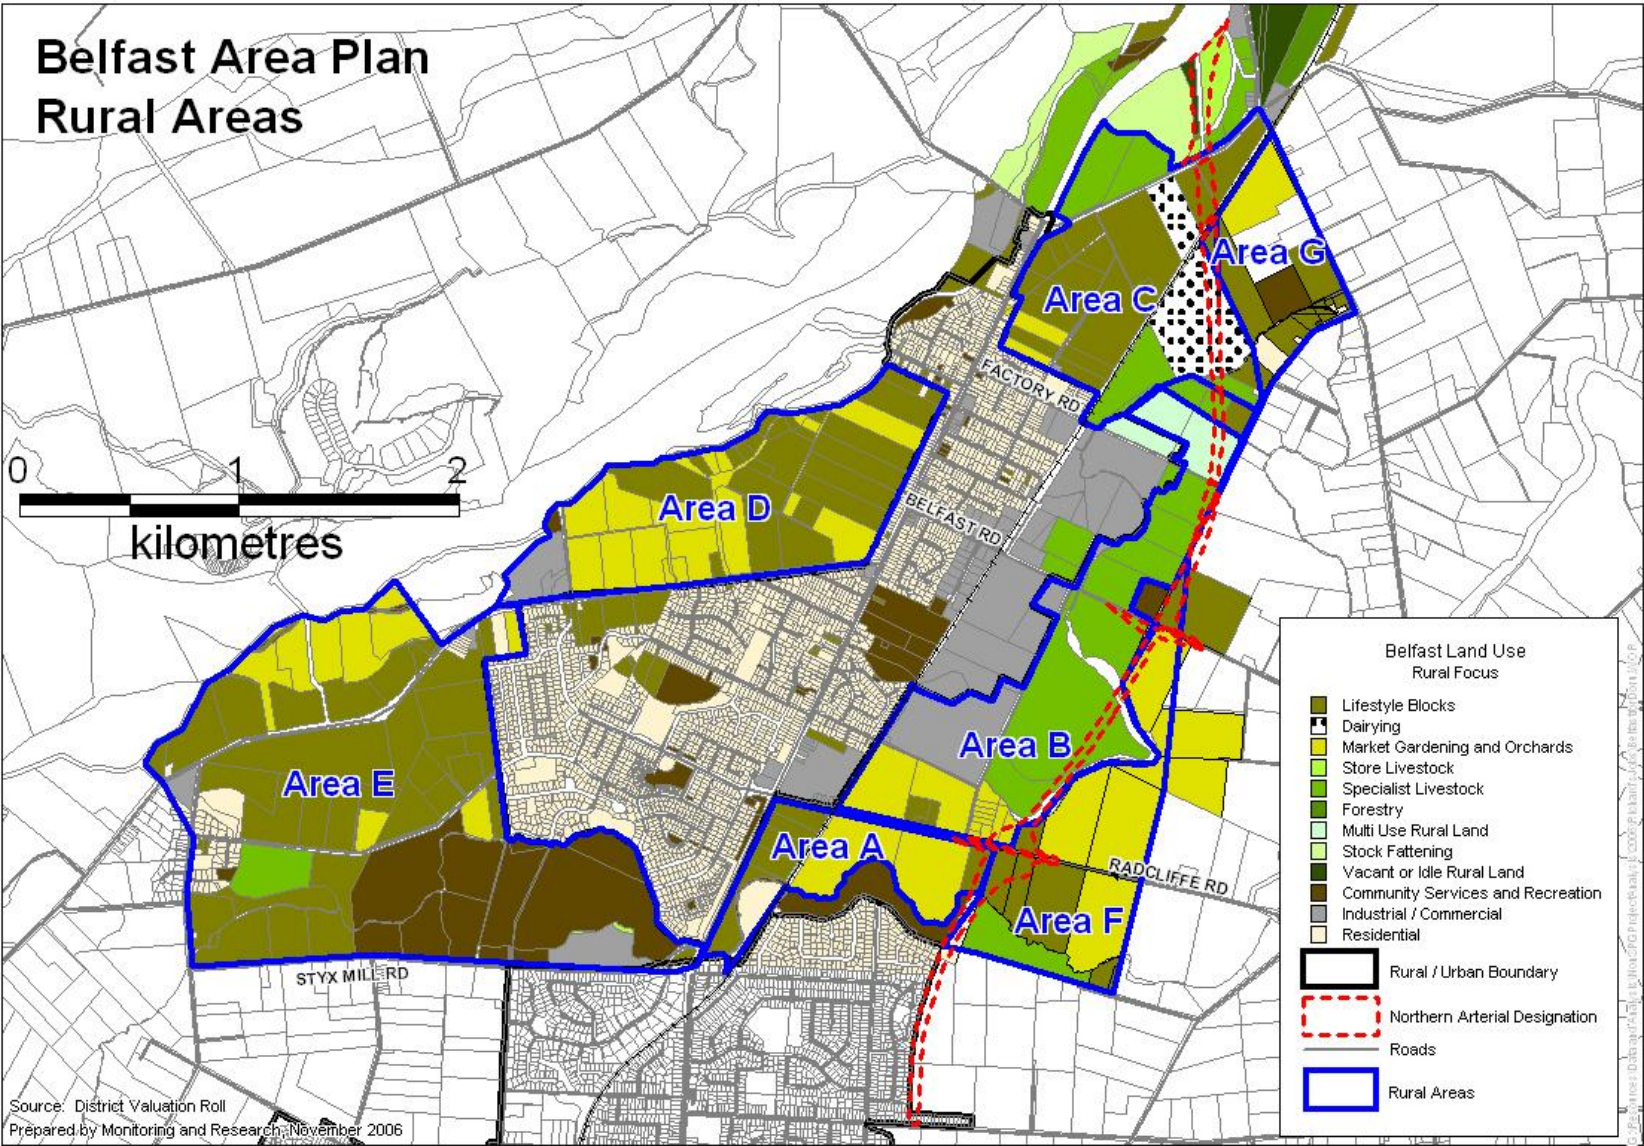 Belfast Area Plan
Rural Areas
0 1 2
kilometres
Area G
Area C
FACTORY RD
Area D
BELFAST RD
Area B
Area E
Area A
RADCLIFFE RD
Area F
STYX MILL RD
Belfast Land Use
Rural Focus
Lifestyle Blocks
Dairying
Market Gardening and Orchards
Store Livestock
Specialist Livestock
Forestry
Multi Use Rural Land
Stock Fattening
Vacant or Idle Rural Land
Community Services and Recreation
Industrial / Commercial
Residential
Rural / Urban Boundary
Northern Arterial Designation
Roads
Rural Areas
Source: District Valuation Roll
Prepared by Monitoring and Research, November 2006